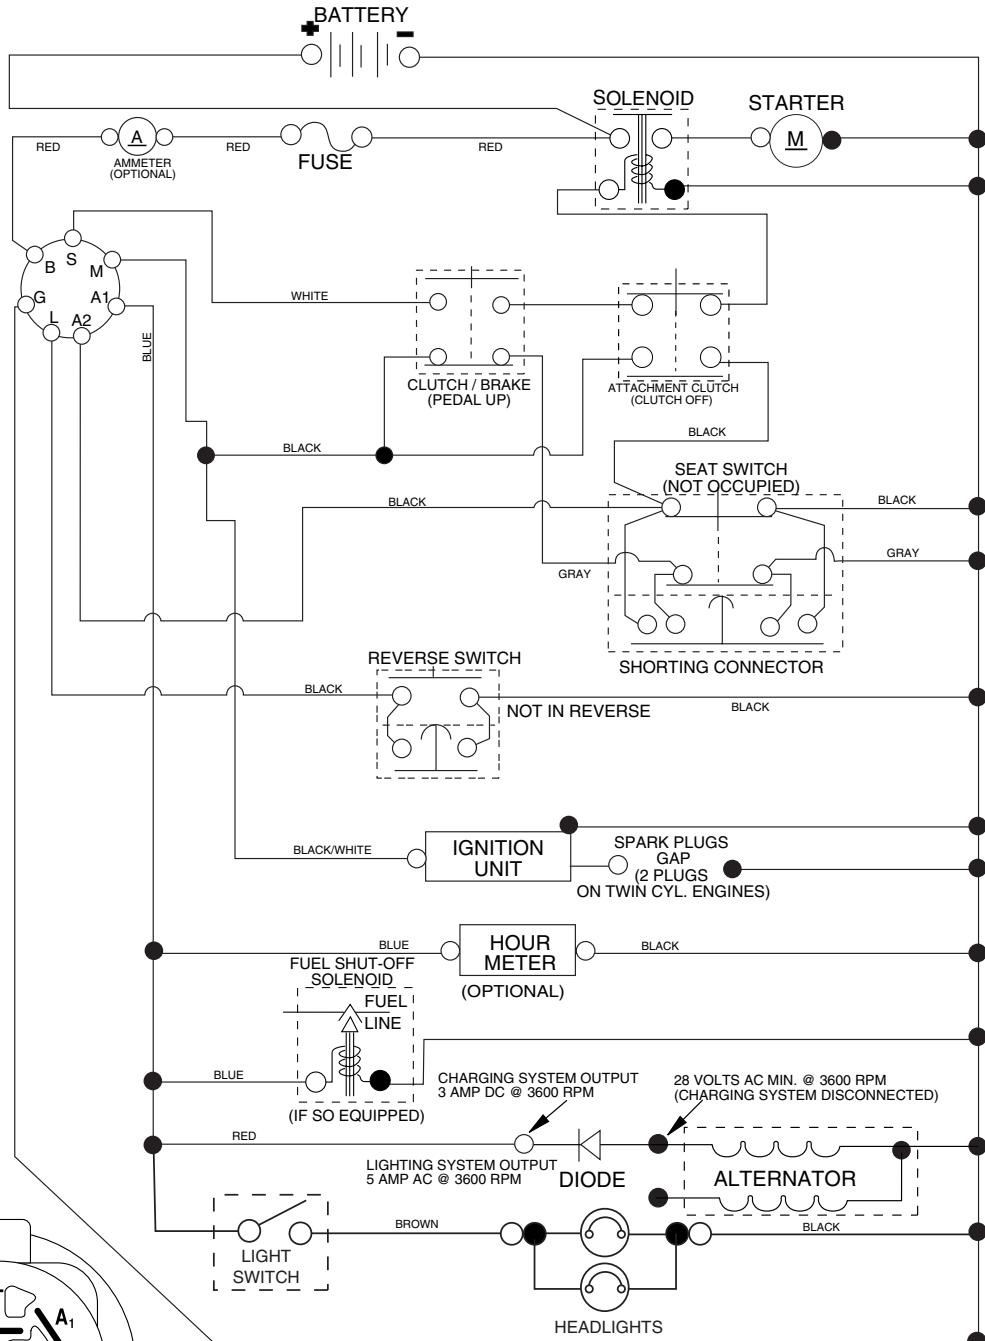 BATTERY
+ -
SOLENOID
STARTER
RED
A
AMMETER
(OPTIONAL)
RED
FUSE
RED
M
B
S
M
G
A1
L
A2
WHITE
BLUE
CLUTCH / BRAKE
(PEDAL UP)
ATTACHMENT CLUTCH
(CLUTCH OFF)
BLACK
BLACK
SEAT SWITCH
(NOT OCCUPIED)
BLACK
BLACK
GRAY
GRAY
SHORTING CONNECTOR
REVERSE SWITCH
BLACK
NOT IN REVERSE
BLACK
BLACK/WHITE
IGNITION
UNIT
SPARK PLUGS
GAP
(2 PLUGS
ON TWIN CYL. ENGINES)
BLUE
HOUR
METER
BLACK
(OPTIONAL)
FUEL SHUT-OFF
SOLENOID
FUEL
LINE
BLUE
(IF SO EQUIPPED)
CHARGING SYSTEM OUTPUT
3 AMP DC @ 3600 RPM
28 VOLTS AC MIN. @ 3600 RPM
(CHARGING SYSTEM DISCONNECTED)
RED
LIGHTING SYSTEM OUTPUT
5 AMP AC @ 3600 RPM
DIODE
ALTERNATOR
BROWN
BLACK
LIGHT
SWITCH
A1
HEADLIGHTS